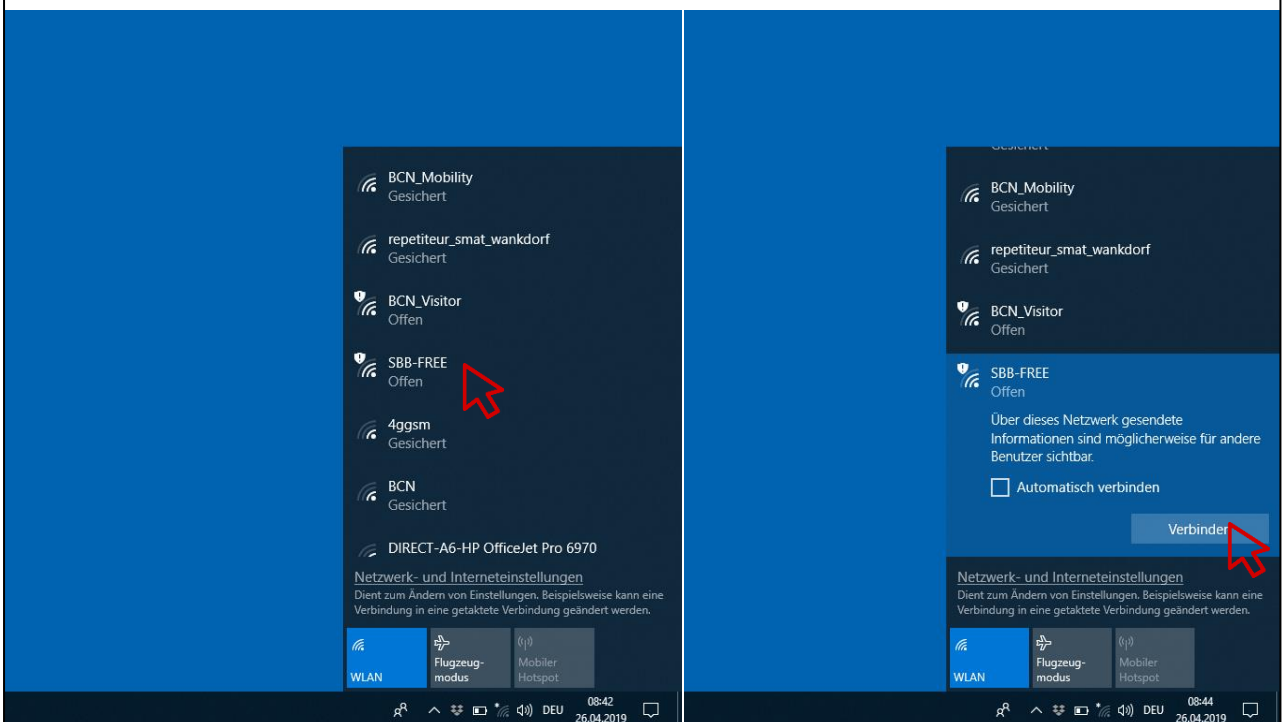 BCN_Mobility
Gesichert
repetiteur_smat_wankdorf
Gesichert
BCN_Visitor
Offen
SBB-FREE
Offen
4ggsm
Gesichert
BCN
Gesichert
DIRECT-A6-HP OfficeJet Pro 6970
Netzwerk- und Interneteinstellungen
Dient zum Ändern von Einstellungen. Beispielsweise kann eine
Verbindung in eine getaktete Verbindung geändert werden.
WLAN
Flugzeug-
modus
Mobiler
Hotspot
DEU
08:42
26.04.2019
Gesichert
BCN_Mobility
Gesichert
repetiteur_smat_wankdorf
Gesichert
BCN_Visitor
Offen
SBB-FREE
Offen
Über dieses Netzwerk gesendete
Informationen sind möglicherweise für andere
Benutzer sichtbar.
Automatisch verbinden
Verbinden
Netzwerk- und Interneteinstellungen
Dient zum Ändern von Einstellungen. Beispielsweise kann eine
Verbindung in eine getaktete Verbindung geändert werden.
WLAN
Flugzeug-
modus
Mobiler
Hotspot
DEU
08:44
26.04.2019